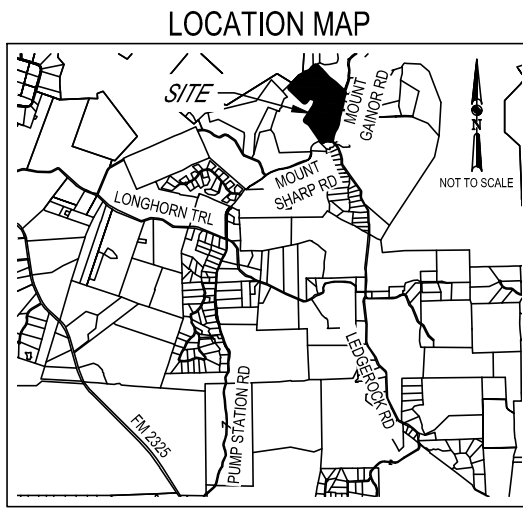 LOCATION MAP
SITE
MOUNT
GAINOR RD
N
NOT TO SCALE
MOUNT
SHARP RD
LONGHORN TRL
LEDGEROCK RD
PUMP STATION RD
FM 2325